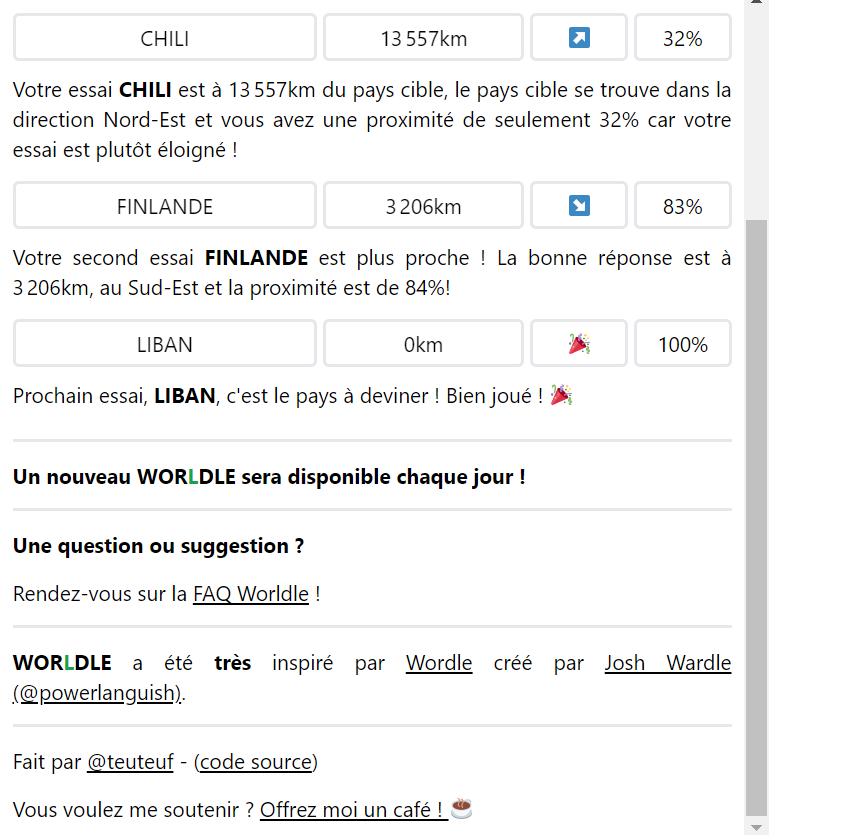 CHILI 13 557km ↗ 32%
Votre essai CHILI est à 13 557km du pays cible, le pays cible se trouve dans la
direction Nord-Est et vous avez une proximité de seulement 32% car votre
essai est plutôt éloigné !
FINLANDE 3 206km ↘ 83%
Votre second essai FINLANDE est plus proche ! La bonne réponse est à
3 206km, au Sud-Est et la proximité est de 84%!
LIBAN 0km 🎉 100%
Prochain essai, LIBAN, c'est le pays à deviner ! Bien joué ! 🎉
Un nouveau WORLDLE sera disponible chaque jour !
Une question ou suggestion ?
Rendez-vous sur la FAQ Worldle !
WORLDLE a été très inspiré par Wordle créé par Josh Wardle
(@powerlanguish).
Fait par @teuteuf - (code source)
Vous voulez me soutenir ? Offrez moi un café ! ☕